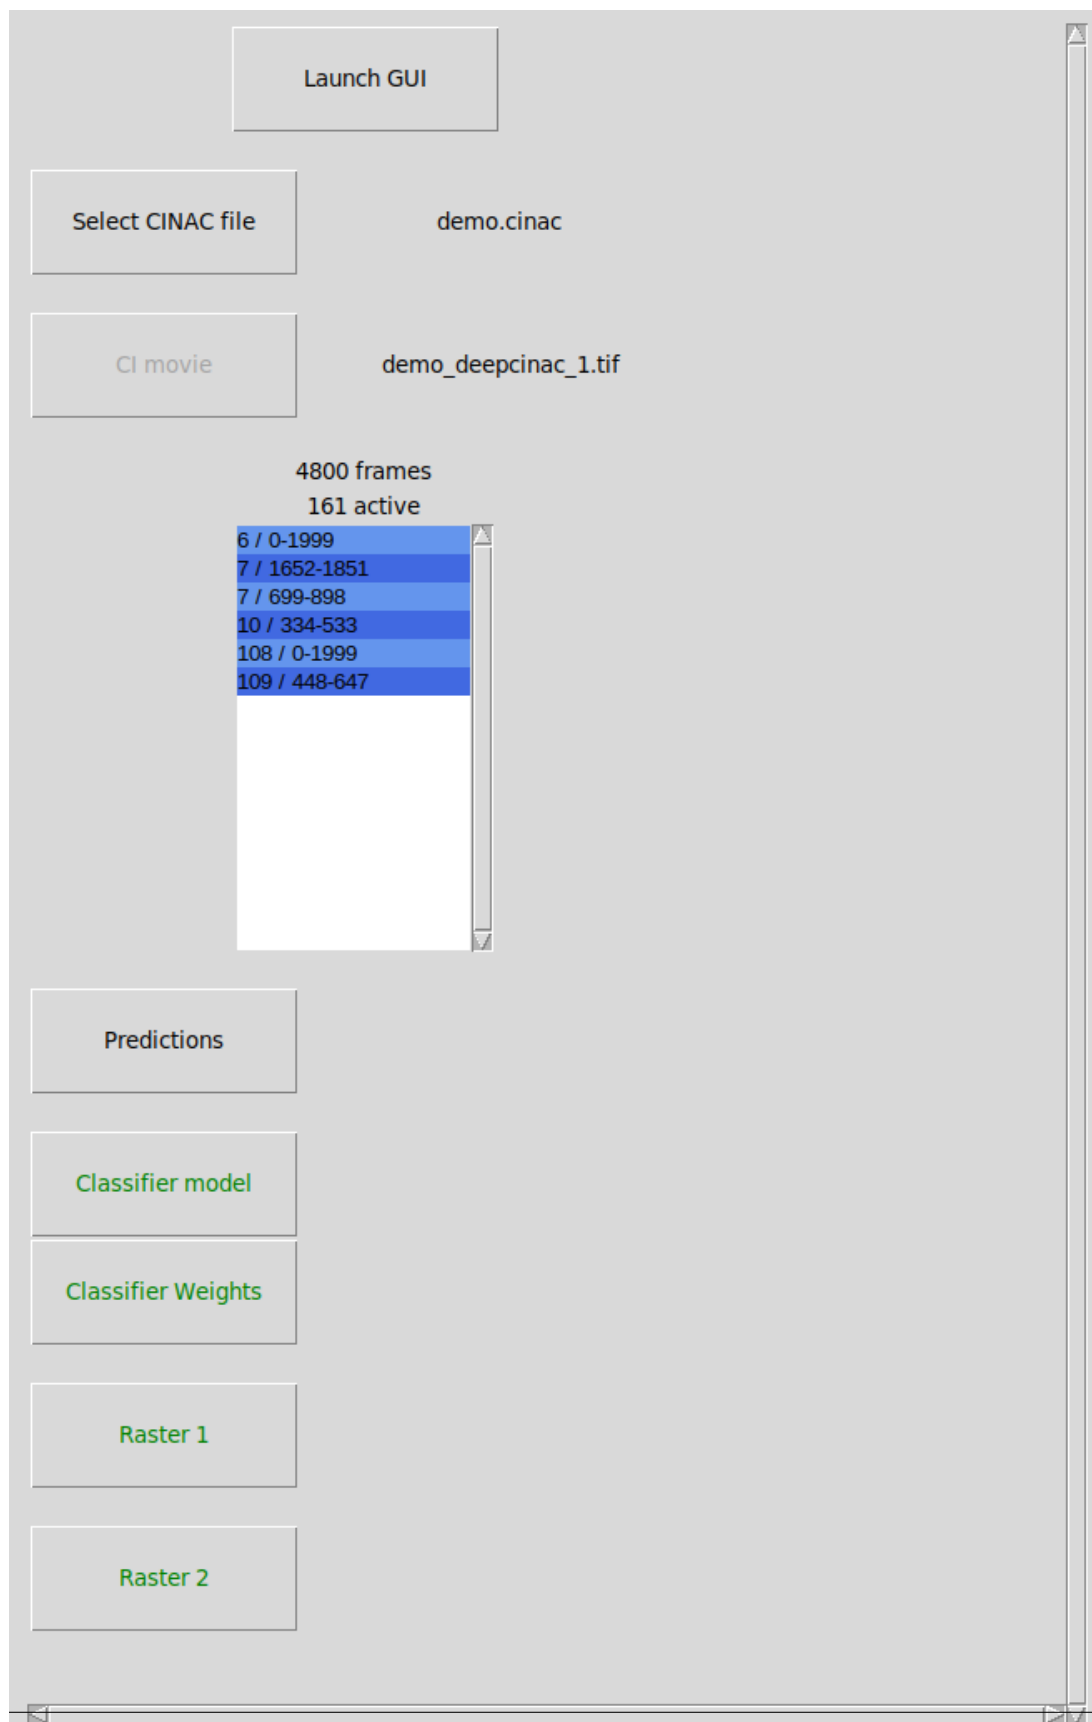 Launch GUI
Select CINAC file
demo.cinac
CI movie
demo_deepcinac_1.tif
4800 frames
161 active
6 / 0-1999
7 / 1652-1851
7 / 699-898
10 / 334-533
108 / 0-1999
109 / 448-647
Predictions
Classifier model
Classifier Weights
Raster 1
Raster 2